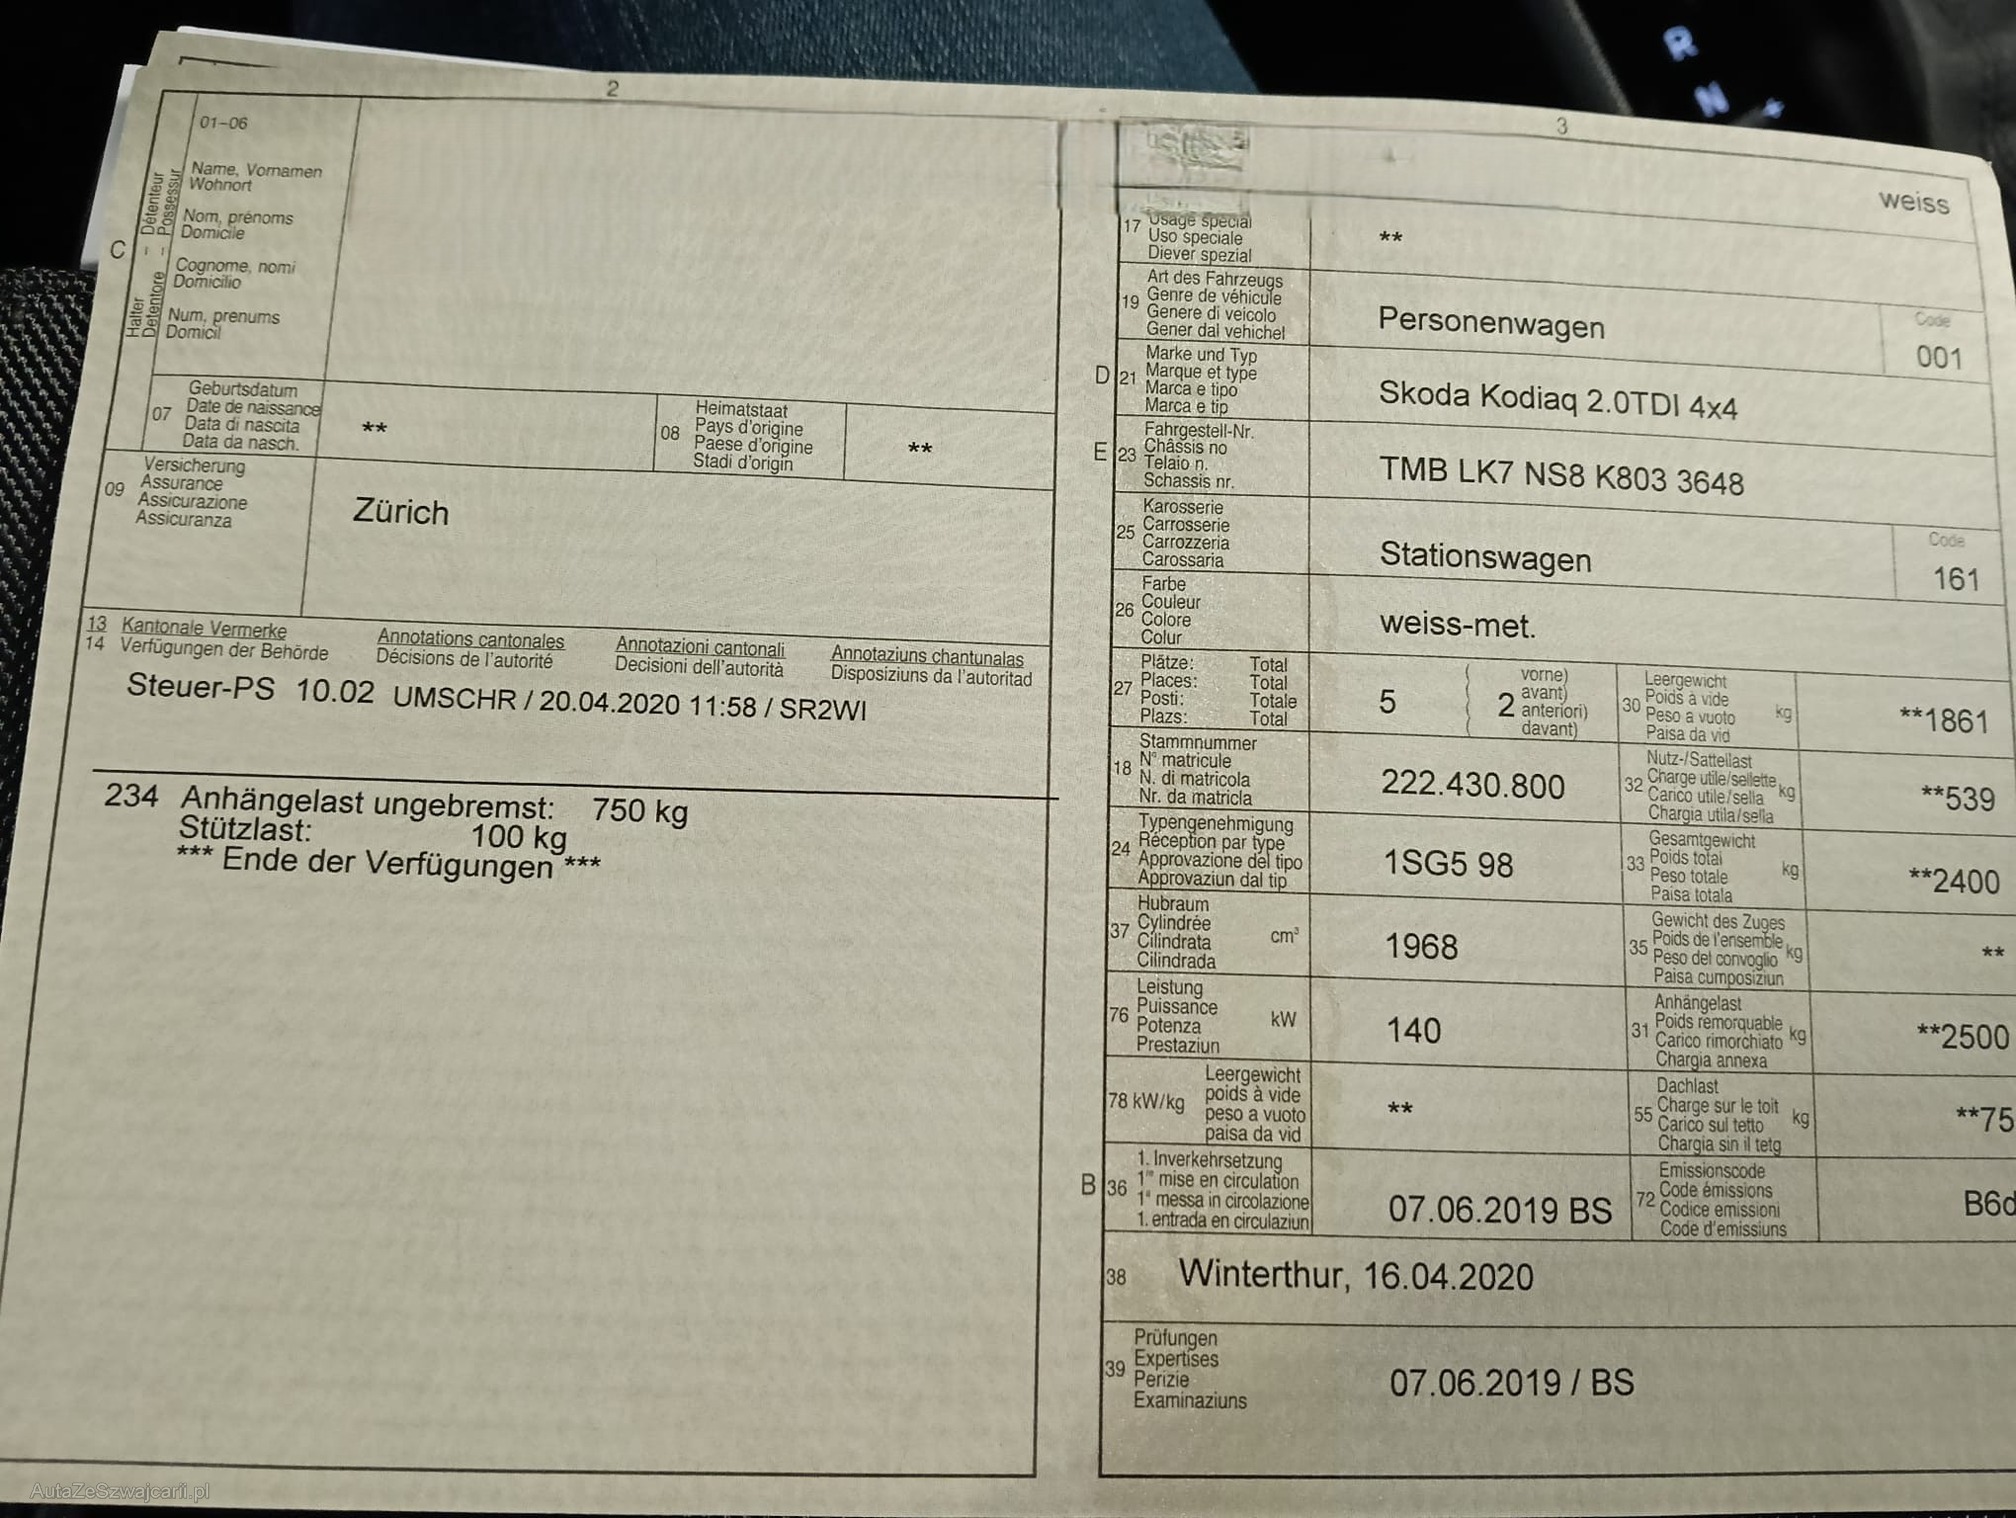 R
N
2
01-06
Name, Vornamen
Wohnort
Nom, prénoms
Domicile
Cognome, nomi
Domicilio
Num, prenums
Domicil
C
Halter – Détenteur
Detentore – Possessur
07
Geburtsdatum
Date de naissance
Data di nascita
Data da nasch.
**
08
Heimatstaat
Pays d'origine
Paese d'origine
Stadi d'origin
**
09
Versicherung
Assurance
Assicurazione
Assicuranza
Zürich
13 Kantonale Vermerke Annotations cantonales Annotazioni cantonali Annotaziuns chantunalas
14 Verfügungen der Behörde Décisions de l'autorité Decisioni dell'autorità Disposiziuns da l'autoritad
Steuer-PS 10.02 UMSCHR / 20.04.2020 11:58 / SR2WI
234 Anhängelast ungebremst: 750 kg
Stützlast: 100 kg
*** Ende der Verfügungen ***
3
weiss
17
Usage spécial
Uso speciale
Diever spezial
**
19
Art des Fahrzeugs
Genre de véhicule
Genere di veicolo
Gener dal vehichel
Personenwagen
Code
001
D 21
Marke und Typ
Marque et type
Marca e tipo
Marca e tip
Skoda Kodiaq 2.0TDI 4x4
E 23
Fahrgestell-Nr.
Châssis no
Telaio n.
Schassis nr.
TMB LK7 NS8 K803 3648
25
Karosserie
Carrosserie
Carrozzeria
Carossaria
Stationswagen
Code
161
26
Farbe
Couleur
Colore
Colur
weiss-met.
27
Plätze: Total
Places: Total
Posti: Totale
Plazs: Total
5
2
vorne)
avant)
anteriori)
davant)
30
Leergewicht
Poids à vide
Peso a vuoto
Paisa da vid
kg
**1861
18
Stammnummer
N° matricule
N. di matricola
Nr. da matricla
222.430.800
32
Nutz-/Sattellast
Charge utile/sellette
Carico utile/sella
Chargia utila/sella
kg
**539
24
Typengenehmigung
Réception par type
Approvazione del tipo
Approvaziun dal tip
1SG5 98
33
Gesamtgewicht
Poids total
Peso totale
Paisa totala
kg
**2400
37
Hubraum
Cylindrée
Cilindrata
Cilindrada
cm³
1968
35
Gewicht des Zuges
Poids de l'ensemble
Peso del convoglio
Paisa cumposiziun
kg
**
76
Leistung
Puissance
Potenza
Prestaziun
kW
140
31
Anhängelast
Poids remorquable
Carico rimorchiato
Chargia annexa
kg
**2500
78 kW/kg
Leergewicht
poids à vide
peso a vuoto
paisa da vid
**
55
Dachlast
Charge sur le toit
Carico sul tetto
Chargia sin il tetg
kg
**75
B 36
1. Inverkehrsetzung
1re mise en circulation
1a messa in circolazione
1. entrada en circulaziun
07.06.2019 BS
72
Emissionscode
Code émissions
Codice emissioni
Code d'emissiuns
B6d
38
Winterthur, 16.04.2020
39
Prüfungen
Expertises
Perizie
Examinaziuns
07.06.2019 / BS
AutaZeSzwajcarii.pl